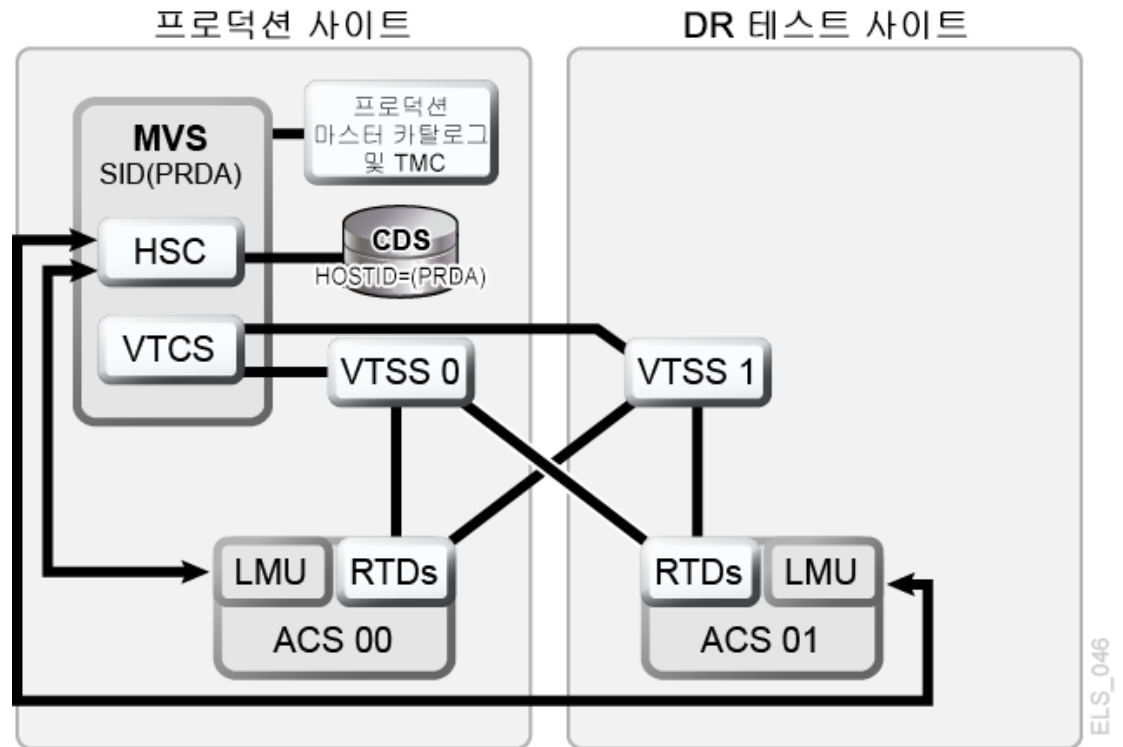 프로덕션 사이트
DR 테스트 사이트
MVS
SID(PRDA)
프로덕션
마스터 카탈로그
및 TMC
HSC
CDS
HOSTID=(PRDA)
VTCS
VTSS 0
VTSS 1
LMU
RTDs
ACS 00
RTDs
LMU
ACS 01
ELS_046